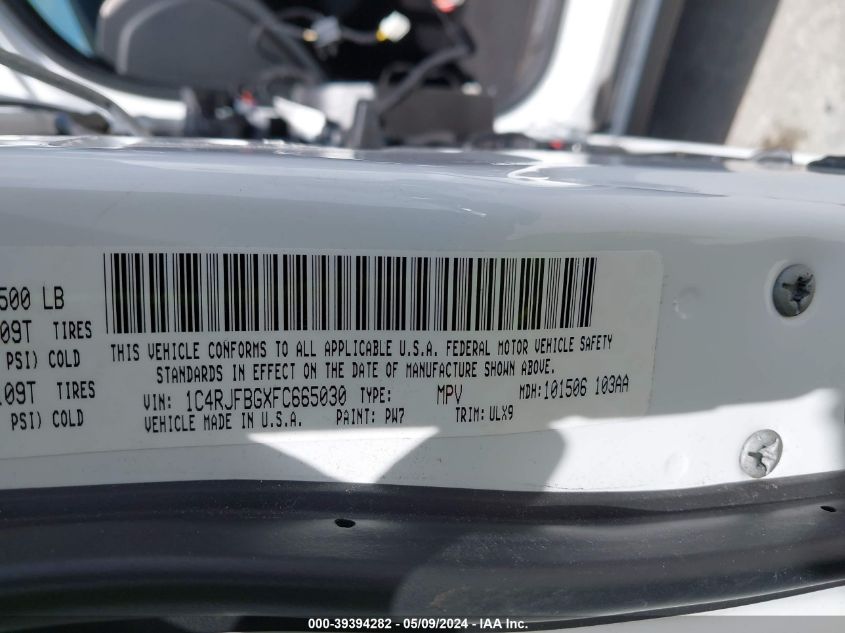 500 LB
09T TIRES
PSI) COLD
.09T TIRES
PSI) COLD
THIS VEHICLE CONFORMS TO ALL APPLICABLE U.S.A. FEDERAL MOTOR VEHICLE SAFETY
STANDARDS IN EFFECT ON THE DATE OF MANUFACTURE SHOWN ABOVE.
VIN: 1C4RJFBGXFC665030 TYPE: MPV MDH:101506 103AA
VEHICLE MADE IN U.S.A. PAINT: PW7 TRIM: ULX9
000-39394282 - 05/09/2024 - IAA Inc.